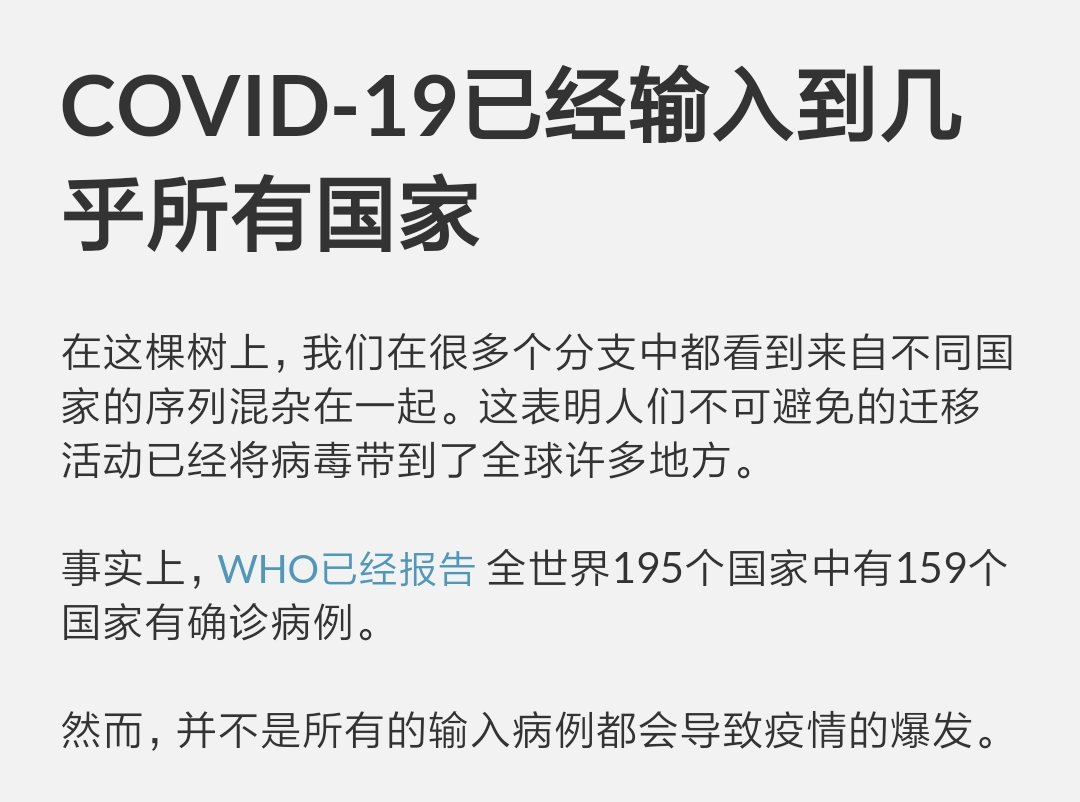 COVID-19已经输入到几
乎所有国家
在这棵树上，我们在很多个分支中都看到来自不同国
家的序列混杂在一起。这表明人们不可避免的迁移
活动已经将病毒带到了全球许多地方。
事实上，WHO已经报告 全世界195个国家中有159个
国家有确诊病例。
然而，并不是所有的输入病例都会导致疫情的爆发。